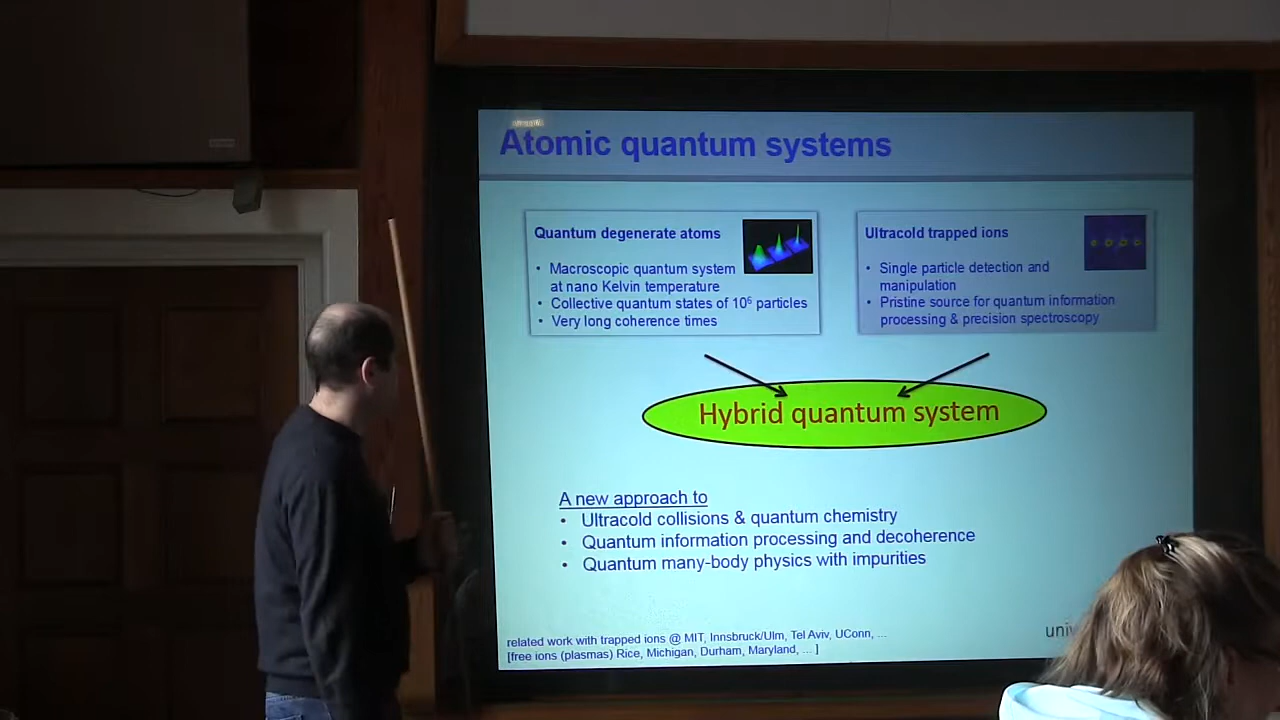 Atomic quantum systems
Quantum degenerate atoms
• Macroscopic quantum system
at nano Kelvin temperature
• Collective quantum states of 10⁶ particles
• Very long coherence times
Ultracold trapped ions
• Single particle detection and
manipulation
• Pristine source for quantum information
processing & precision spectroscopy
Hybrid quantum system
A new approach to
• Ultracold collisions & quantum chemistry
• Quantum information processing and decoherence
• Quantum many-body physics with impurities
related work with trapped ions @ MIT, Innsbruck/Ulm, Tel Aviv, UConn, ...
[free ions (plasmas) Rice, Michigan, Durham, Maryland, ... ]